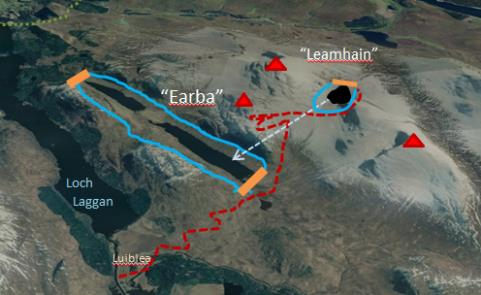 “Leamhain”
“Earba”
Loch
Laggan
Luiblea